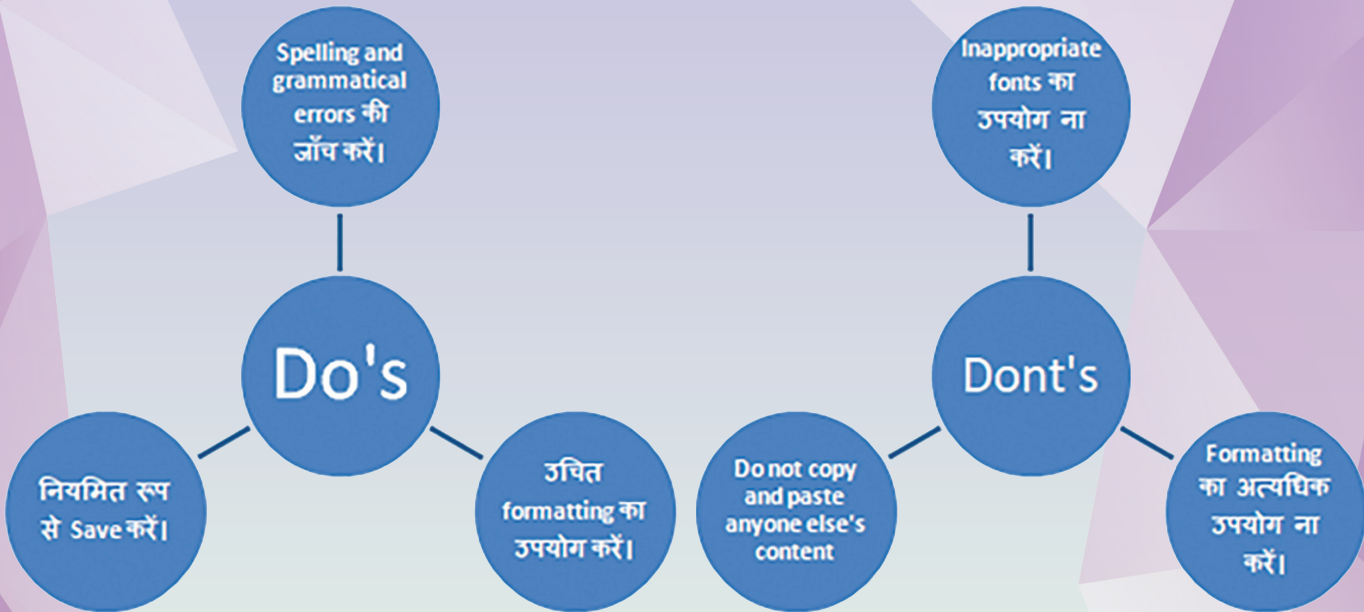 Spelling and
grammatical
errors की
जाँच करें।
Do's
नियमित रूप
से Save करें।
उचित
formatting का
उपयोग करें।
Inappropriate
fonts का
उपयोग ना
करें।
Dont's
Do not copy
and paste
anyone else's
content
Formatting
का अत्यधिक
उपयोग ना
करें।